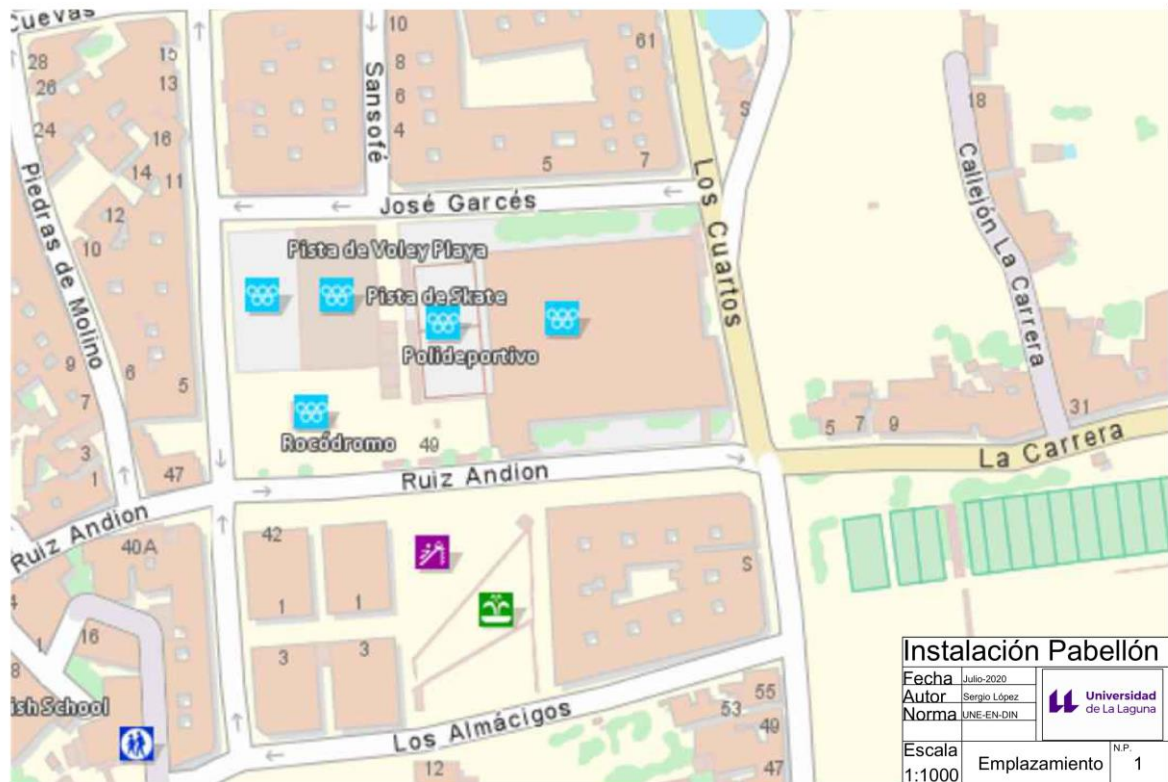 Cuevas
28
26
24
15
13
16
14
11
12
10
9
7
6
5
3
1
47
Piedras de Molino
Sansofé
10
8
6
4
61
5
7
S
José Garcés
Los Cuartos
18
Callejón La Carrera
Pista de Voley Playa
Pista de Skate
Polideportivo
Rocódromo
49
5
7
9
31
La Carrera
Ruiz Andion
Ruiz Andion
40A
42
1
1
3
3
S
4
1
16
8
ish School
Los Almácigos
12
55
53
49
47
Instalación Pabellón
Fecha Julio-2020
Autor Sergio López
Norma UNE-EN-DIN
Universidad
de La Laguna
Escala
1:1000
Emplazamiento
N.P.
1